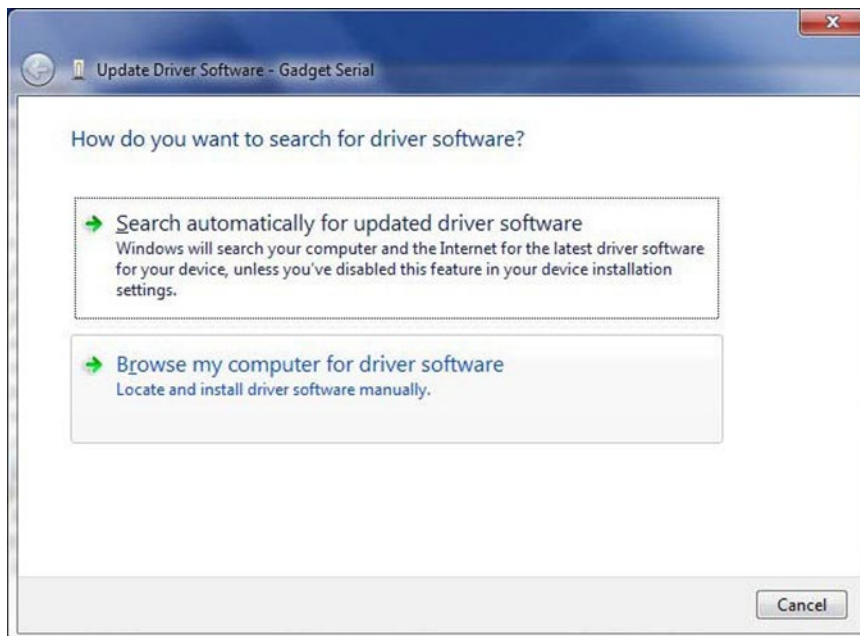 Update Driver Software - Gadget Serial
How do you want to search for driver software?
Search automatically for updated driver software
Windows will search your computer and the Internet for the latest driver software
for your device, unless you've disabled this feature in your device installation
settings.
Browse my computer for driver software
Locate and install driver software manually.
Cancel